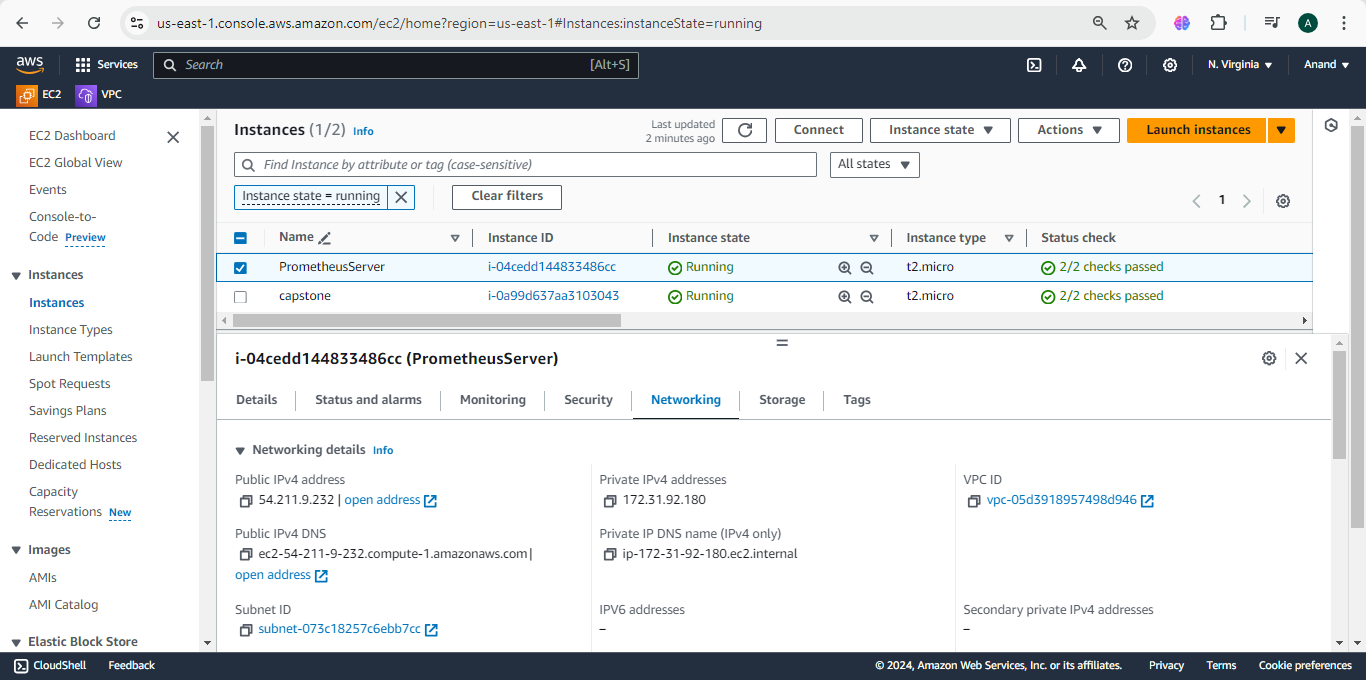 us-east-1.console.aws.amazon.com/ec2/home?region=us-east-1#Instances:instanceState=running
A
aws
Services
Search
[Alt+S]
N. Virginia
Anand
EC2
VPC
EC2 Dashboard
EC2 Global View
Events
Console-to-
Code Preview
Instances
Instances
Instance Types
Launch Templates
Spot Requests
Savings Plans
Reserved Instances
Dedicated Hosts
Capacity
Reservations New
Images
AMIs
AMI Catalog
Elastic Block Store
Instances (1/2) Info
Last updated
2 minutes ago
Connect
Instance state
Actions
Launch instances
Find Instance by attribute or tag (case-sensitive)
All states
Instance state = running
Clear filters
1
Name Instance ID Instance state Instance type Status check
PrometheusServer i-04cedd144833486cc Running t2.micro 2/2 checks passed
capstone i-0a99d637aa3103043 Running t2.micro 2/2 checks passed
i-04cedd144833486cc (PrometheusServer)
Details Status and alarms Monitoring Security Networking Storage Tags
Networking details Info
Public IPv4 address
54.211.9.232 | open address
Private IPv4 addresses
172.31.92.180
VPC ID
vpc-05d3918957498d946
Public IPv4 DNS
ec2-54-211-9-232.compute-1.amazonaws.com |
open address
Private IP DNS name (IPv4 only)
ip-172-31-92-180.ec2.internal
Subnet ID
subnet-073c18257c6ebb7cc
IPV6 addresses
–
Secondary private IPv4 addresses
–
CloudShell
Feedback
© 2024, Amazon Web Services, Inc. or its affiliates.
Privacy
Terms
Cookie preferences